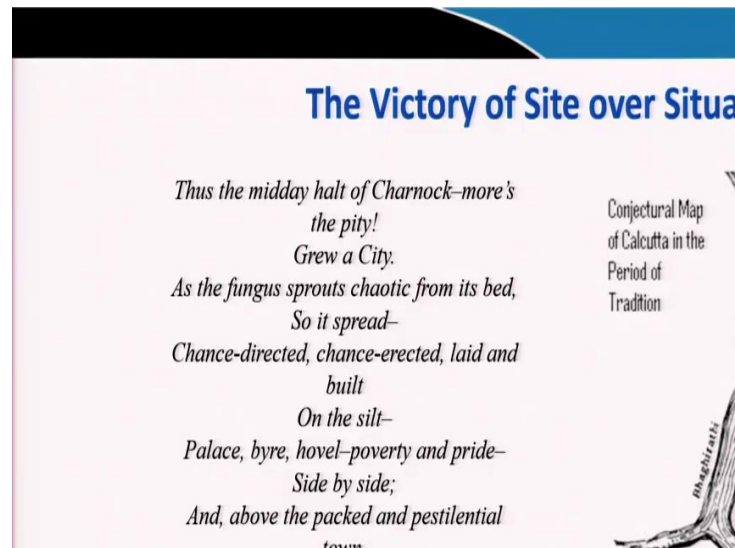 The Victory of Site over Situa
Thus the midday halt of Charnock–more's
the pity!
Grew a City.
As the fungus sprouts chaotic from its bed,
So it spread–
Chance-directed, chance-erected, laid and
built
On the silt–
Palace, byre, hovel–poverty and pride–
Side by side;
And, above the packed and pestilential
town
Conjectural Map
of Calcutta in the
Period of
Tradition
Bhaghirathi